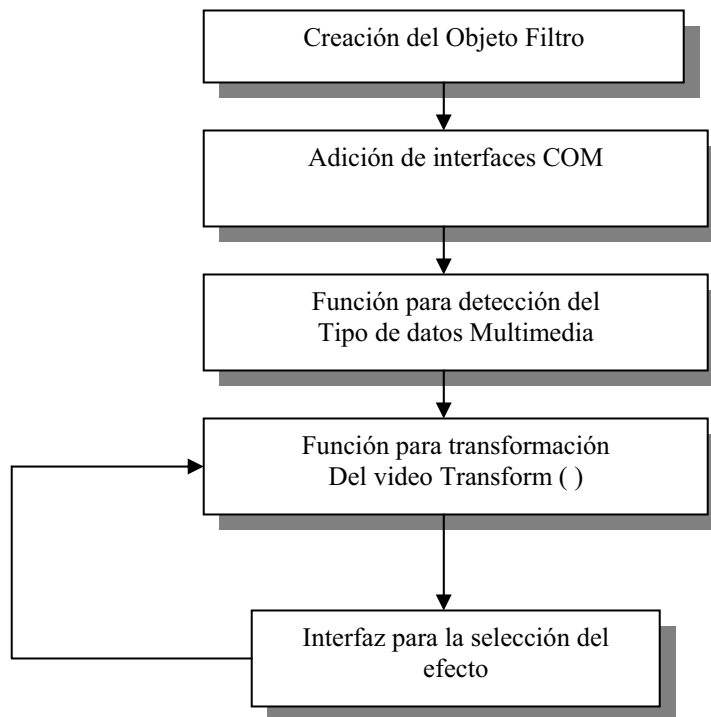 Creación del Objeto Filtro
Adición de interfaces COM
Función para detección del
Tipo de datos Multimedia
Función para transformación
Del video Transform ( )
Interfaz para la selección del
efecto